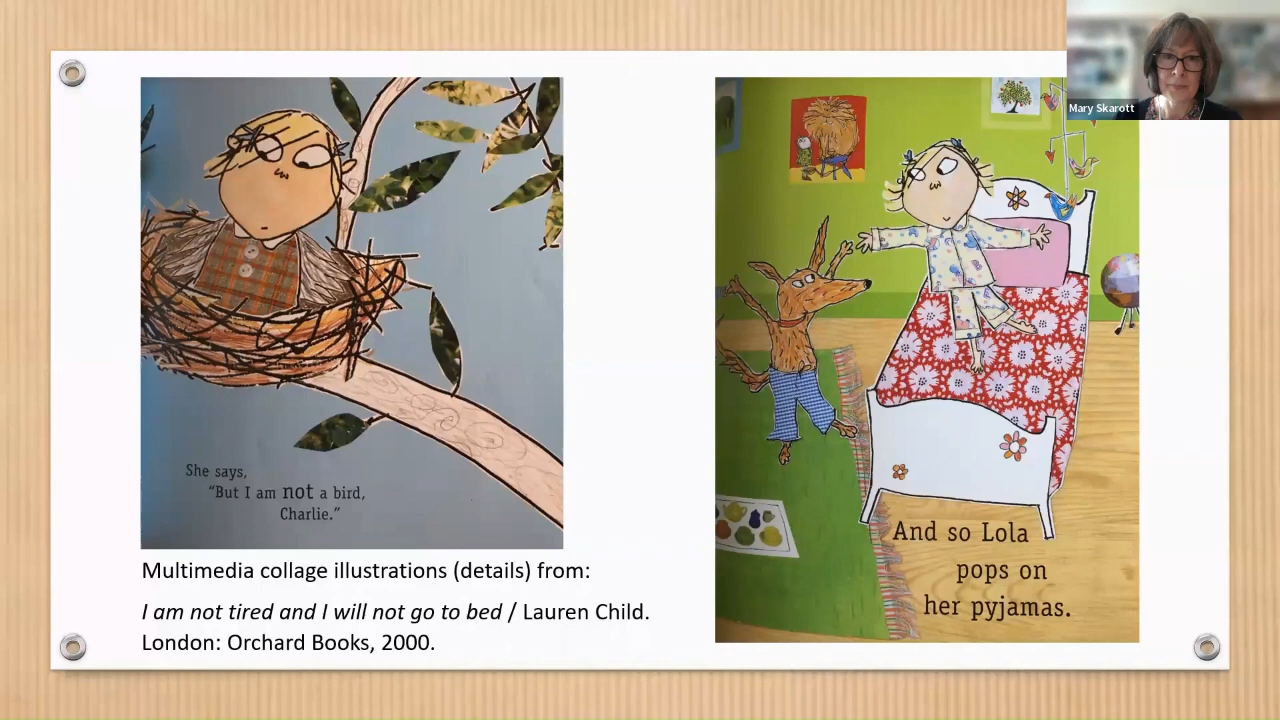 Mary Skarott
She says,
"But I am not a bird,
Charlie."
And so Lola
pops on
her pyjamas.
Multimedia collage illustrations (details) from:
I am not tired and I will not go to bed / Lauren Child.
London: Orchard Books, 2000.